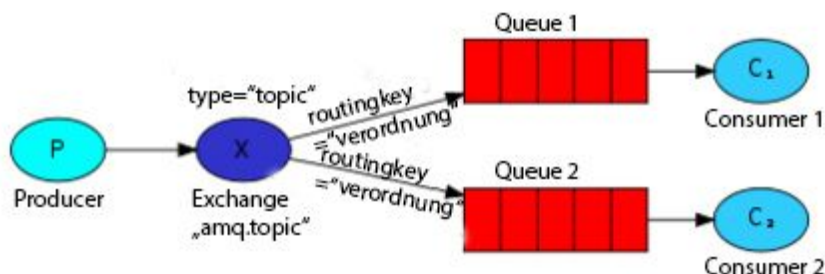 Queue 1
C₁
Consumer 1
type="topic"
routingkey
="verordnung"
P
Producer
X
Exchange
„amq.topic"
routingkey
="verordnung"
Queue 2
C₂
Consumer 2